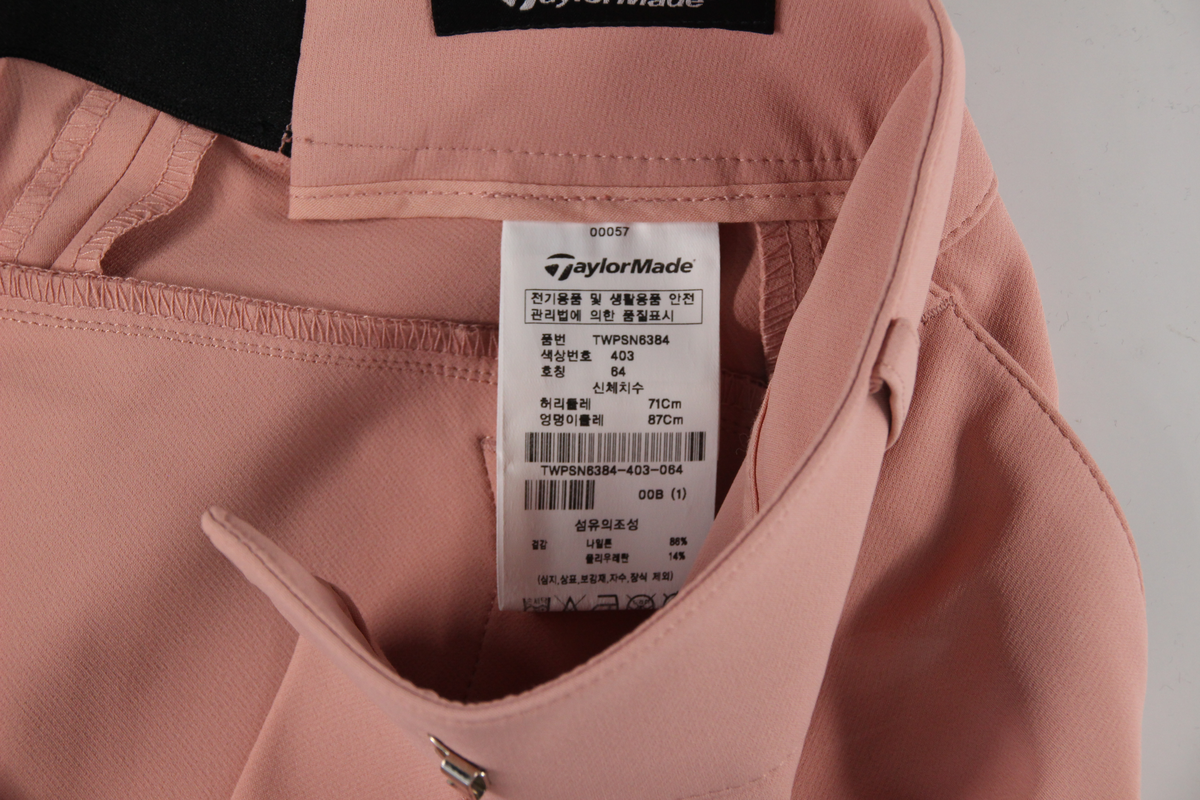 TaylorMade
00057
TaylorMade
전기용품 및 생활용품 안전
관리법에 의한 품질표시
품번 TWPSN6384
색상번호 403
호칭 64
신체치수
허리둘레 71Cm
엉덩이둘레 87Cm
TWPSN6384-403-064
00B (1)
섬유의조성
겉감 나일론 86%
폴리우레탄 14%
(심지,상표,보강재,자수,장식 제외)